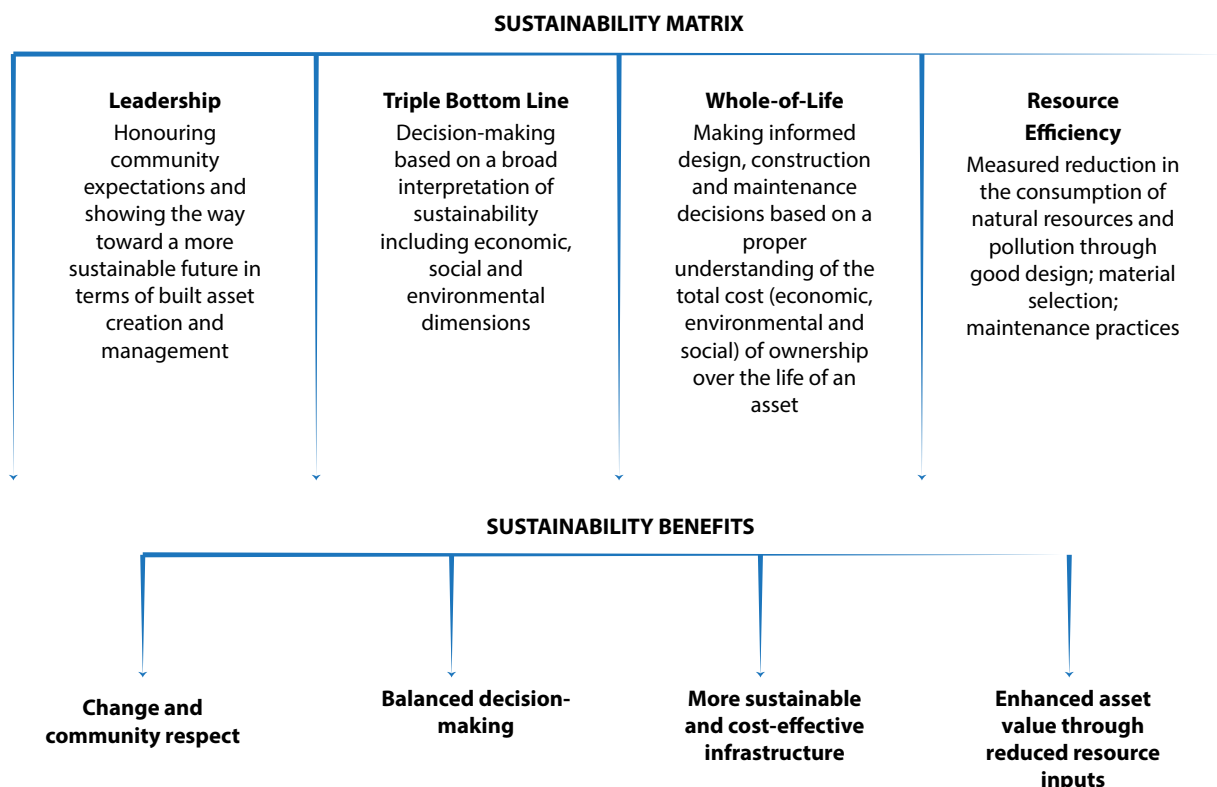 SUSTAINABILITY MATRIX
Leadership
Honouring
community
expectations and
showing the way
toward a more
sustainable future in
terms of built asset
creation and
management
Triple Bottom Line
Decision-making
based on a broad
interpretation of
sustainability
including economic,
social and
environmental
dimensions
Whole-of-Life
Making informed
design, construction
and maintenance
decisions based on a
proper
understanding of the
total cost (economic,
environmental and
social) of ownership
over the life of an
asset
Resource
Efficiency
Measured reduction in
the consumption of
natural resources and
pollution through
good design; material
selection;
maintenance practices
SUSTAINABILITY BENEFITS
Change and
community respect
Balanced decision-
making
More sustainable
and cost-effective
infrastructure
Enhanced asset
value through
reduced resource
inputs